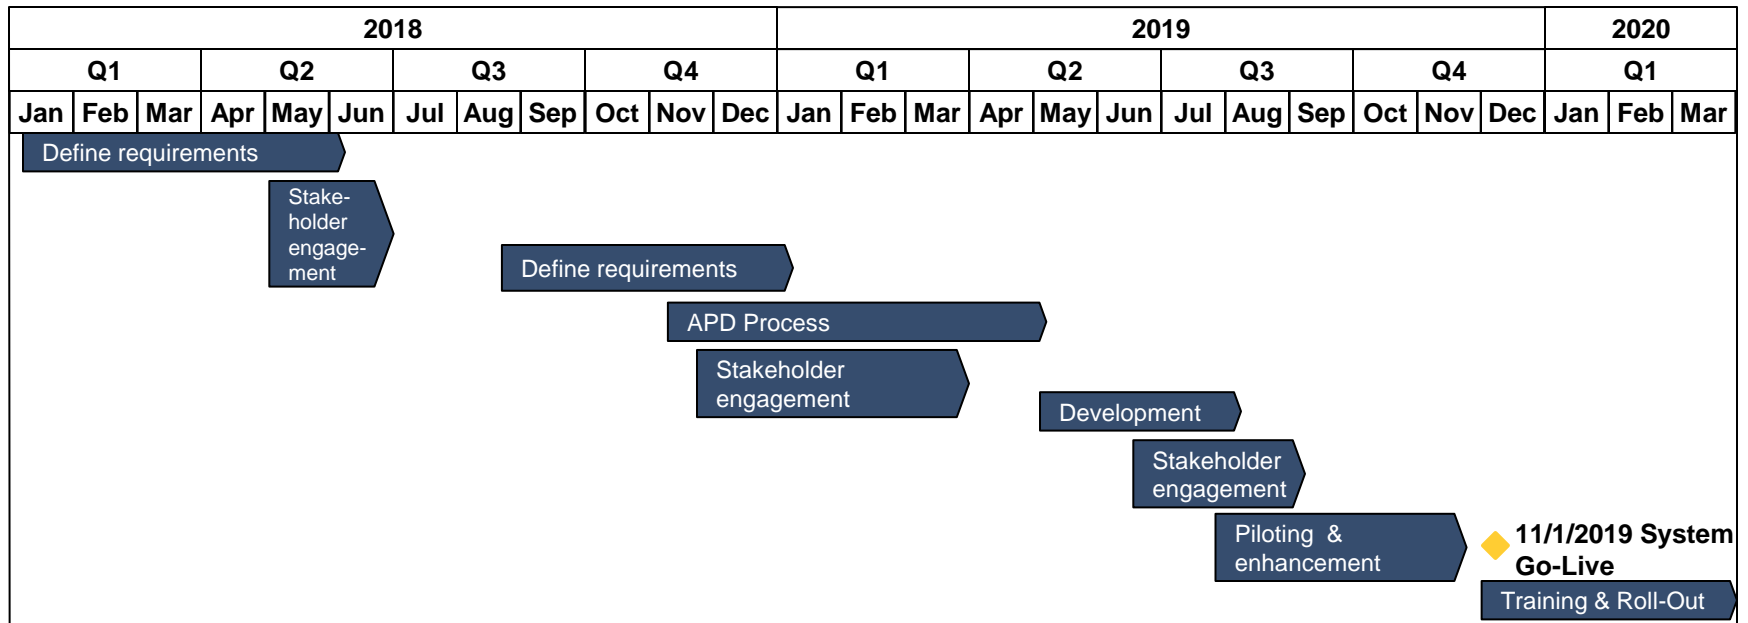 2018 2019 2020
Q1 Q2 Q3 Q4 Q1 Q2 Q3 Q4 Q1
Jan Feb Mar Apr May Jun Jul Aug Sep Oct Nov Dec Jan Feb Mar Apr May Jun Jul Aug Sep Oct Nov Dec Jan Feb Mar
Define requirements
Stake-
holder
engage-
ment
Define requirements
APD Process
Stakeholder
engagement
Development
Stakeholder
engagement
Piloting &
enhancement
11/1/2019 System
Go-Live
Training & Roll-Out